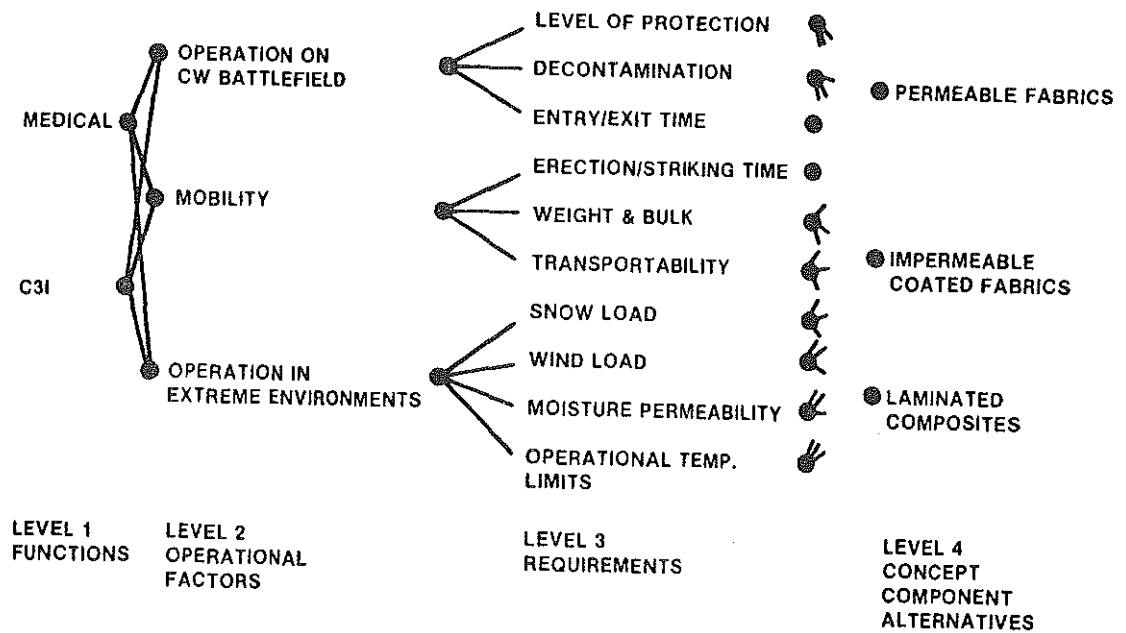 MEDICAL
C3I
OPERATION ON
CW BATTLEFIELD
MOBILITY
OPERATION IN
EXTREME ENVIRONMENTS
LEVEL OF PROTECTION
DECONTAMINATION
ENTRY/EXIT TIME
ERECTION/STRIKING TIME
WEIGHT & BULK
TRANSPORTABILITY
SNOW LOAD
WIND LOAD
MOISTURE PERMEABILITY
OPERATIONAL TEMP.
LIMITS
PERMEABLE FABRICS
IMPERMEABLE
COATED FABRICS
LAMINATED
COMPOSITES
LEVEL 1
FUNCTIONS
LEVEL 2
OPERATIONAL
FACTORS
LEVEL 3
REQUIREMENTS
LEVEL 4
CONCEPT
COMPONENT
ALTERNATIVES